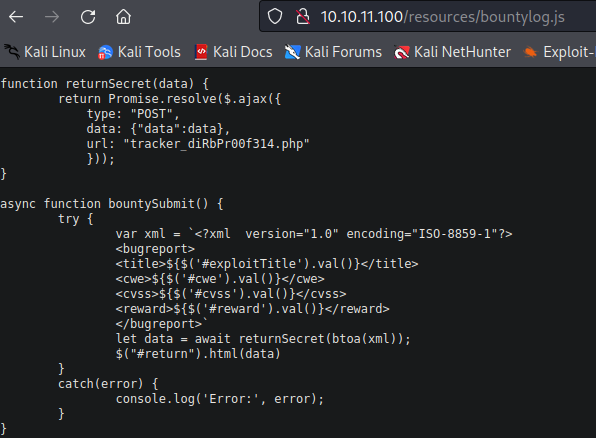 10.10.11.100/resources/bountylog.js
Kali Linux Kali Tools Kali Docs Kali Forums Kali NetHunter Exploit-
function returnSecret(data) {
        return Promise.resolve($.ajax({
            type: "POST",
            data: {"data":data},
            url: "tracker_diRbPr00f314.php"
            }));
}
async function bountySubmit() {
        try {
                var xml = `<?xml  version="1.0" encoding="ISO-8859-1"?>
                <bugreport>
                <title>${$('#exploitTitle').val()}</title>
                <cwe>${$('#cwe').val()}</cwe>
                <cvss>${$('#cvss').val()}</cvss>
                <reward>${$('#reward').val()}</reward>
                </bugreport>`
                let data = await returnSecret(btoa(xml));
                $("#return").html(data)
        }
        catch(error) {
                console.log('Error:', error);
        }
}